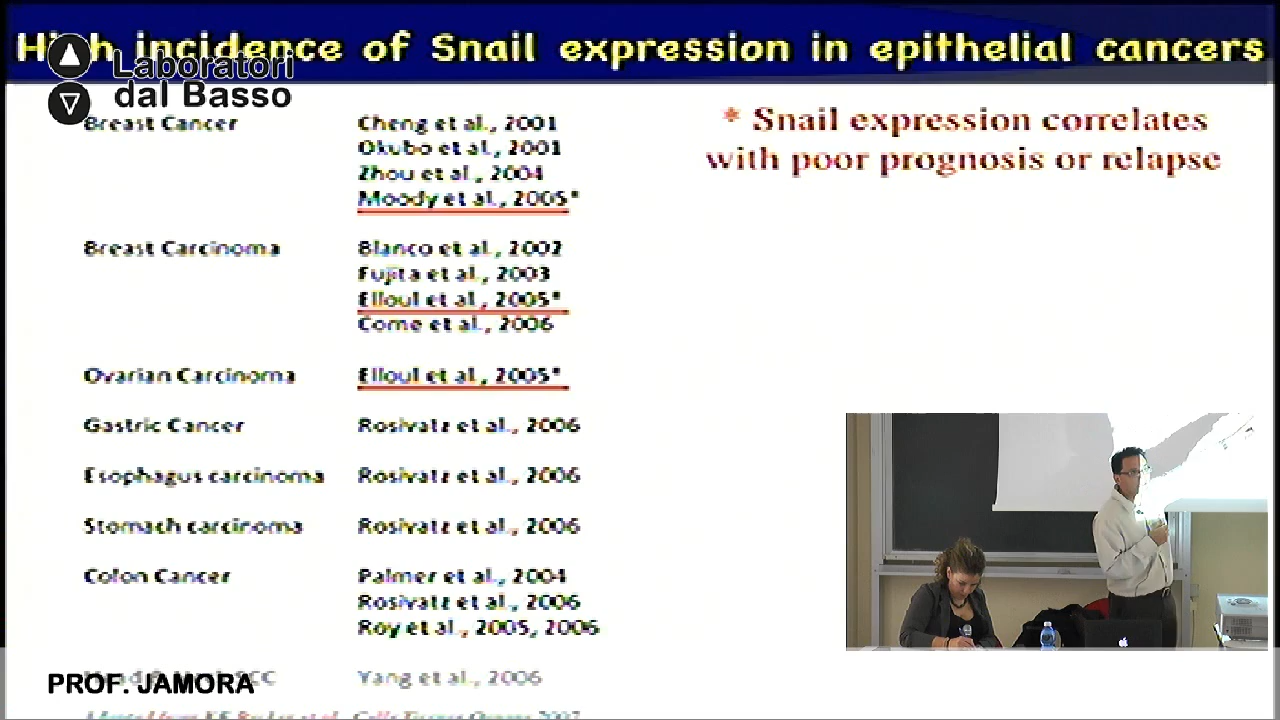 High incidence of Snail expression in epithelial cancers
Laboratori
dal Basso
* Snail expression correlates
with poor prognosis or relapse
Breast Cancer Cheng et al., 2001
Okubo et al., 2001
Zhou et al., 2004
Moody et al., 2005*
Breast Carcinoma Blanco et al., 2002
Fujita et al., 2003
Elloul et al., 2005*
Come et al., 2006
Ovarian Carcinoma Elloul et al., 2005*
Gastric Cancer Rosivatz et al., 2006
Esophagus carcinoma Rosivatz et al., 2006
Stomach carcinoma Rosivatz et al., 2006
Colon Cancer Palmer et al., 2004
Rosivatz et al., 2006
Roy et al., 2005, 2006
SCC Yang et al., 2006
PROF. JAMORA